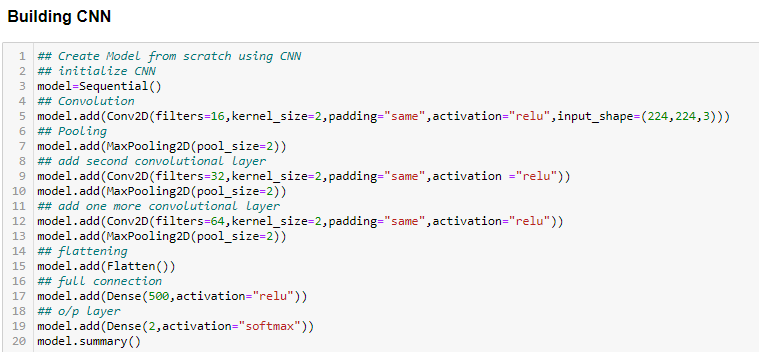 Building CNN
1 ## Create Model from scratch using CNN
2 ## initialize CNN
3 model=Sequential()
4 ## Convolution
5 model.add(Conv2D(filters=16,kernel_size=2,padding="same",activation="relu",input_shape=(224,224,3)))
6 ## Pooling
7 model.add(MaxPooling2D(pool_size=2))
8 ## add second convolutional layer
9 model.add(Conv2D(filters=32,kernel_size=2,padding="same",activation ="relu"))
10 model.add(MaxPooling2D(pool_size=2))
11 ## add one more convolutional layer
12 model.add(Conv2D(filters=64,kernel_size=2,padding="same",activation="relu"))
13 model.add(MaxPooling2D(pool_size=2))
14 ## flattening
15 model.add(Flatten())
16 ## full connection
17 model.add(Dense(500,activation="relu"))
18 ## o/p layer
19 model.add(Dense(2,activation="softmax"))
20 model.summary()